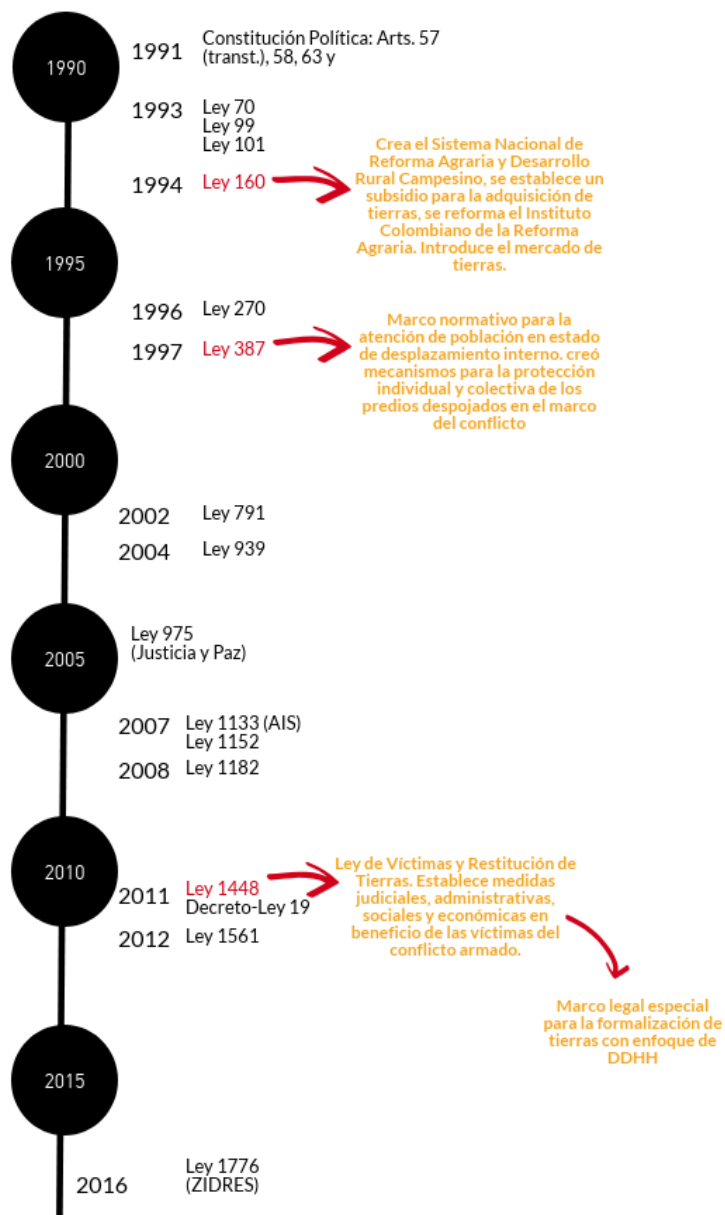 1990
1991
Constitución Política: Arts. 57
(transt.), 58, 63 y
1993
Ley 70
Ley 99
Ley 101
1994
Ley 160
Crea el Sistema Nacional de
Reforma Agraria y Desarrollo
Rural Campesino, se establece un
subsidio para la adquisición de
tierras, se reforma el Instituto
Colombiano de la Reforma
Agraria. Introduce el mercado de
tierras.
1995
1996
Ley 270
1997
Ley 387
Marco normativo para la
atención de población en estado
de desplazamiento interno. creó
mecanismos para la protección
individual y colectiva de los
predios despojados en el marco
del conflicto
2000
2002
Ley 791
2004
Ley 939
2005
Ley 975
(Justicia y Paz)
2007
Ley 1133 (AIS)
Ley 1152
2008
Ley 1182
2010
2011
Ley 1448
Decreto-Ley 19
Ley de Víctimas y Restitución de
Tierras. Establece medidas
judiciales, administrativas,
sociales y económicas en
beneficio de las víctimas del
conflicto armado.
2012
Ley 1561
Marco legal especial
para la formalización de
tierras con enfoque de
DDHH
2015
2016
Ley 1776
(ZIDRES)